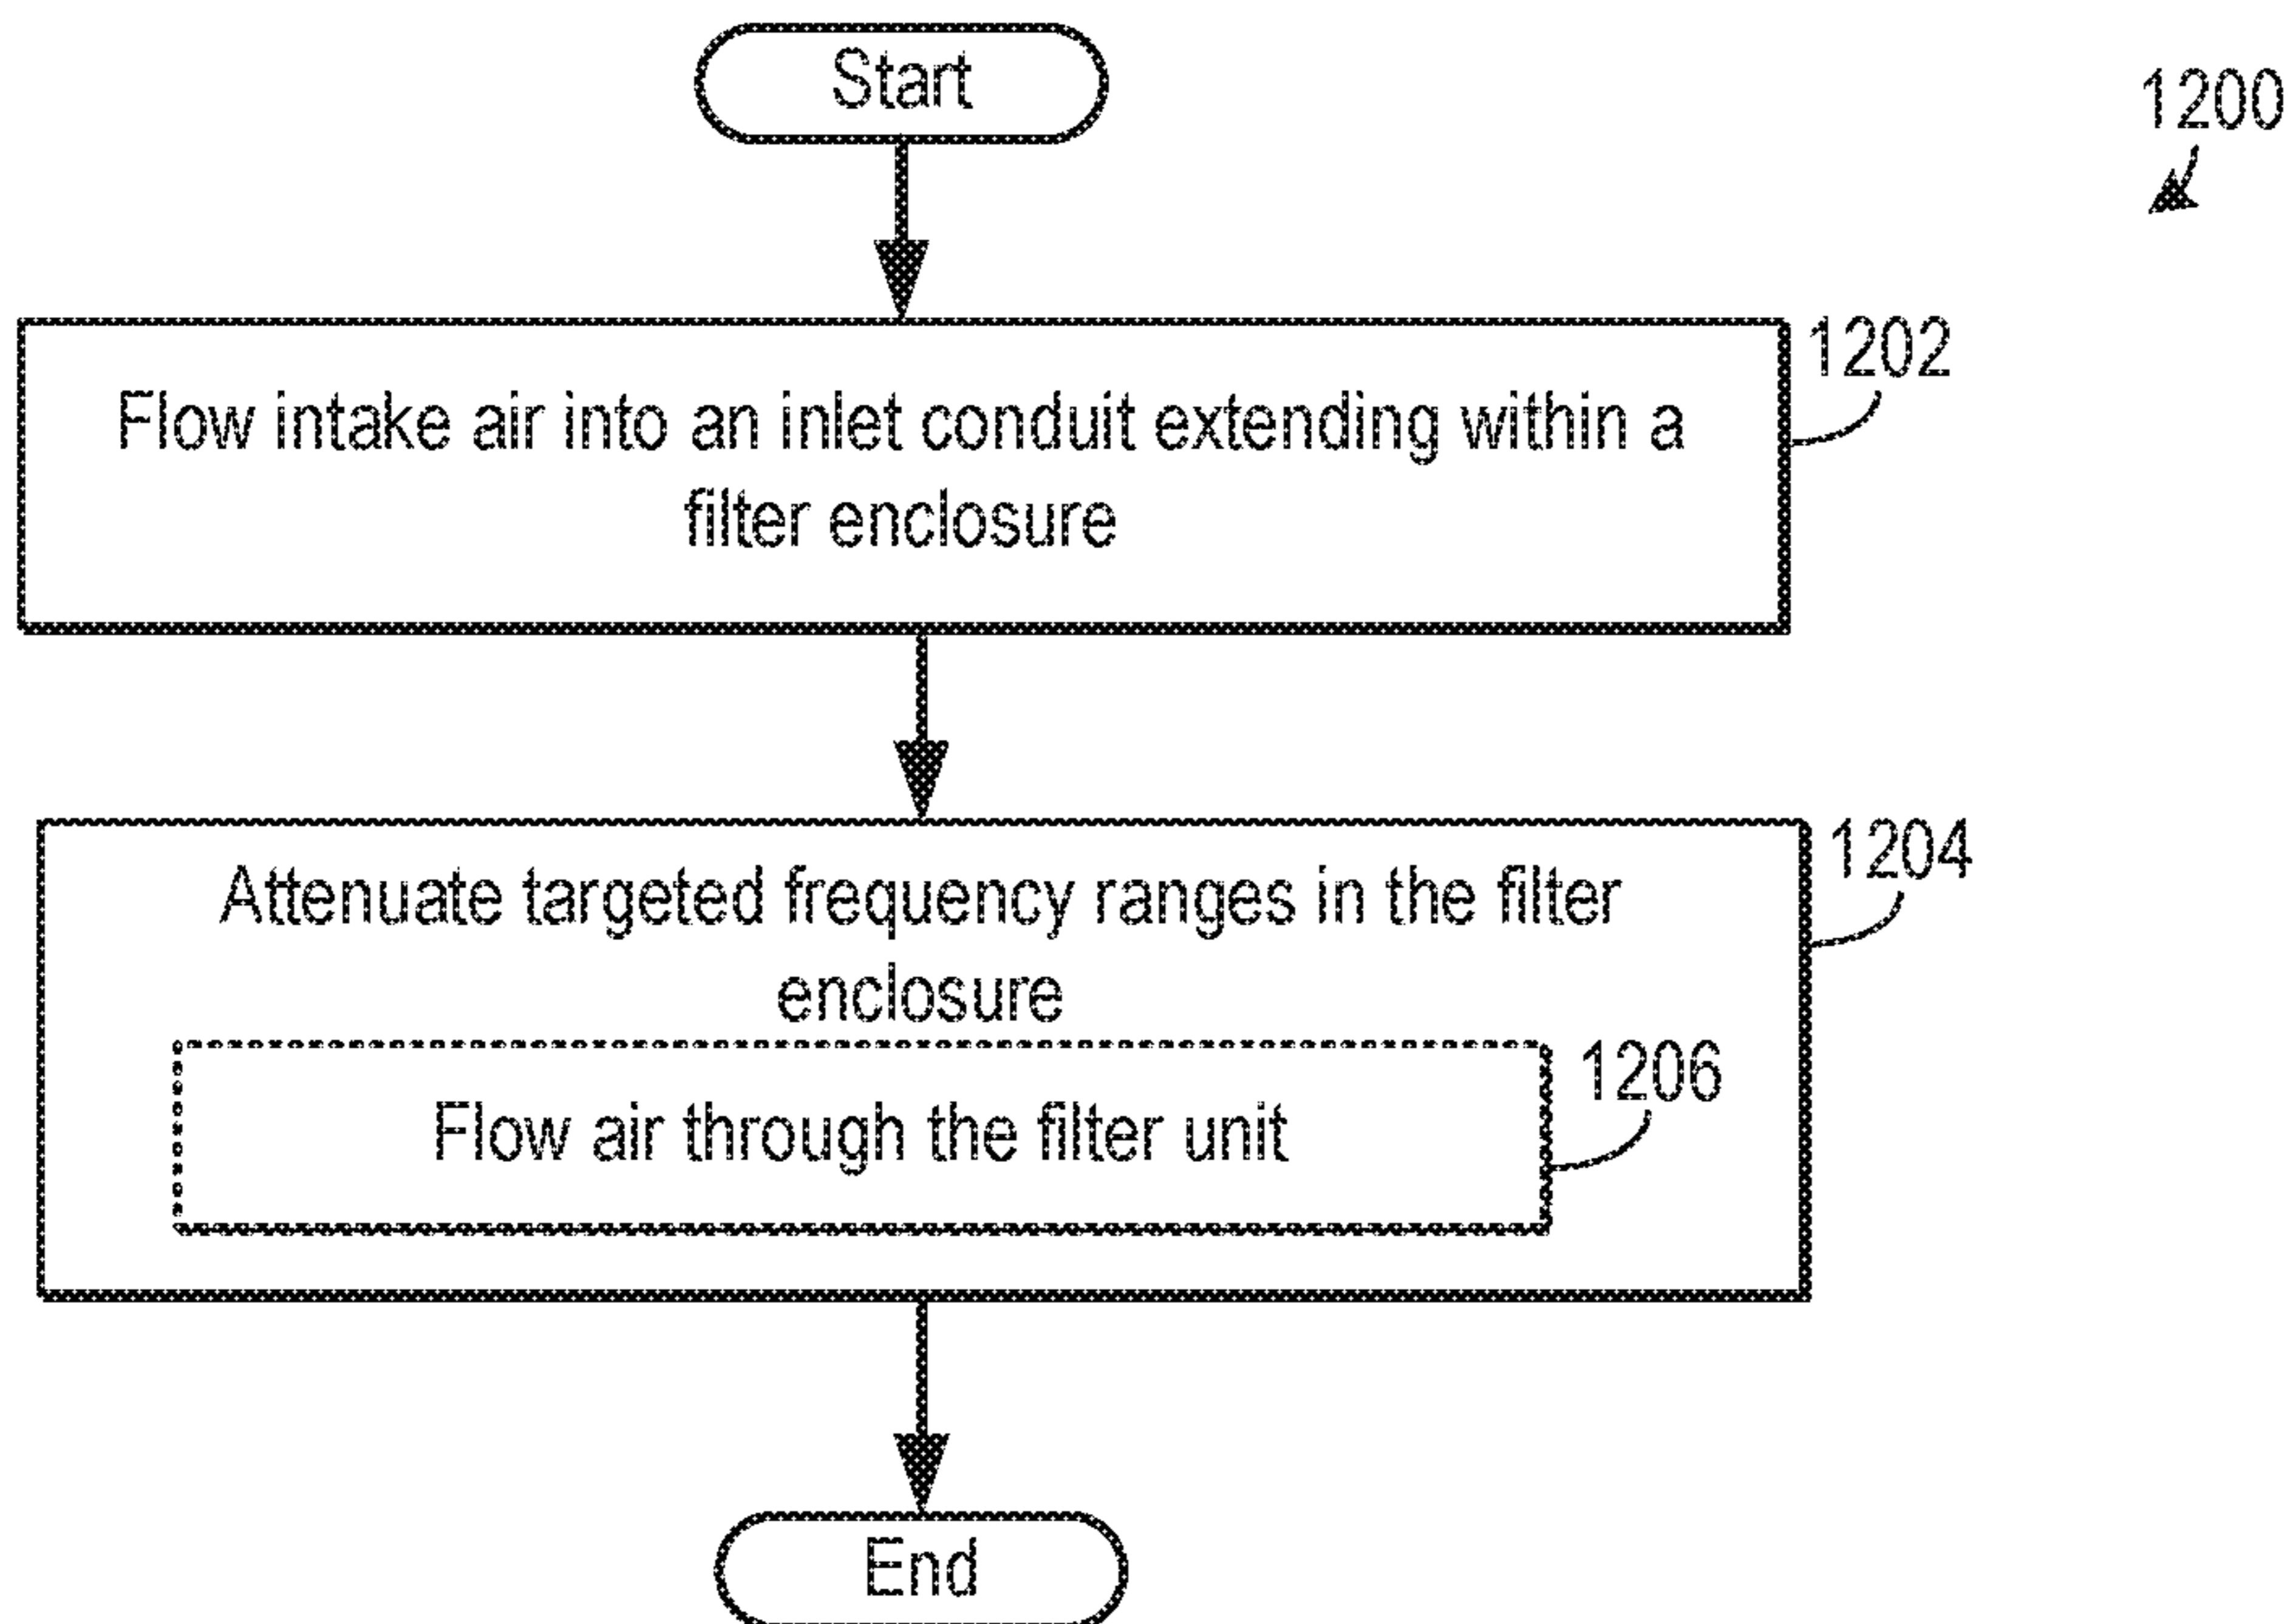 Start
1200
1202
Flow intake air into an inlet conduit extending within a
filter enclosure
1204
Attenuate targeted frequency ranges in the filter
enclosure
1206
Flow air through the filter unit
End